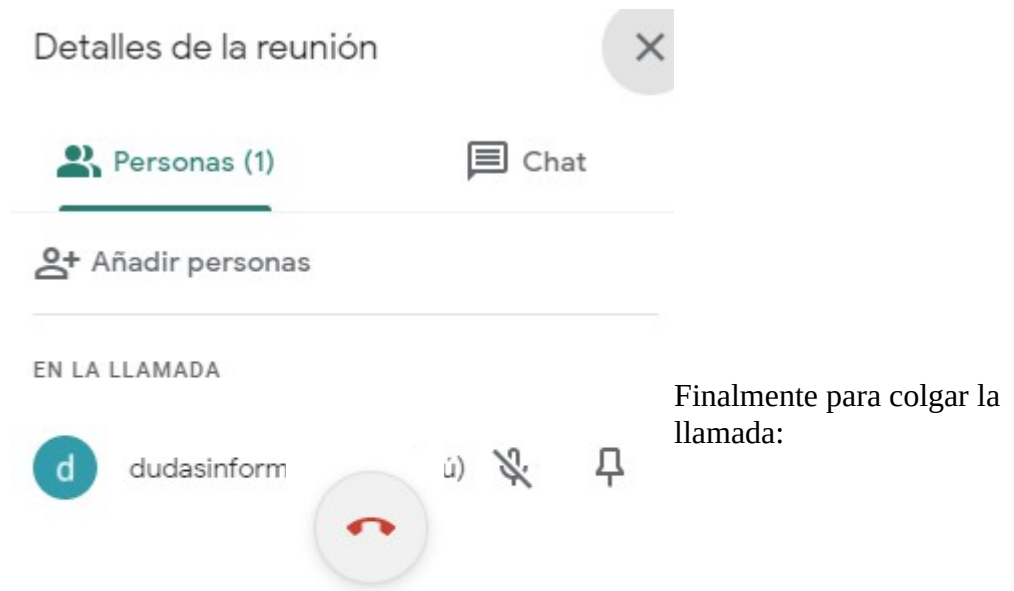 Detalles de la reunión
Personas (1)
Chat
Añadir personas
EN LA LLAMADA
d
dudasinform
ú)
Finalmente para colgar la
llamada: